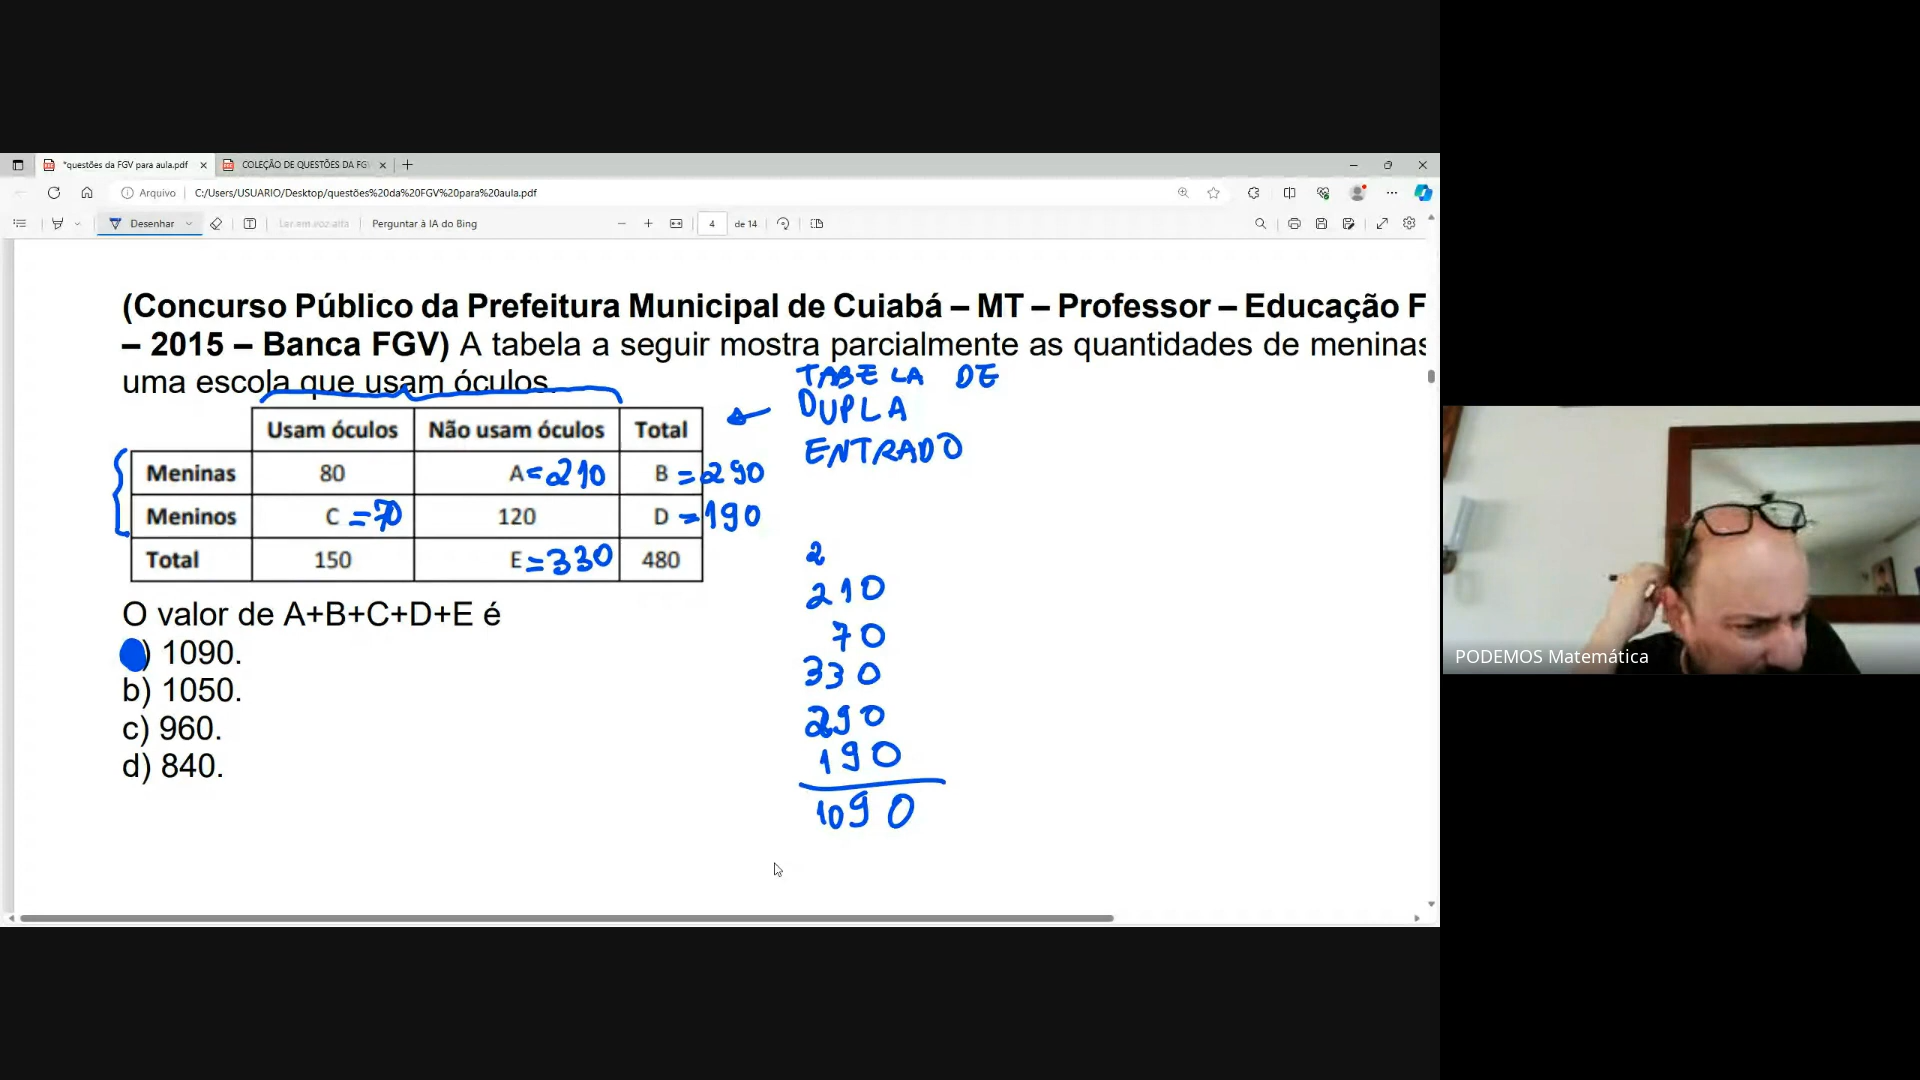 *questões da FGV para aula.pdf
COLEÇÃO DE QUESTÕES DA FG
Arquivo
C:/Users/USUARIO/Desktop/questões%20da%20FGV%20para%20aula.pdf
Desenhar
Ler em voz alta
Perguntar à IA do Bing
4
de 14
(Concurso Público da Prefeitura Municipal de Cuiabá – MT – Professor – Educação F
– 2015 – Banca FGV) A tabela a seguir mostra parcialmente as quantidades de meninas
uma escola que usam óculos.
TABELA DE
DUPLA
ENTRADO
Usam óculos Não usam óculos Total
Meninas 80 A=210 B=290
Meninos C=70 120 D=190
Total 150 E=330 480
O valor de A+B+C+D+E é
) 1090.
b) 1050.
c) 960.
d) 840.
2
210
70
330
290
190
1090
PODEMOS Matemática